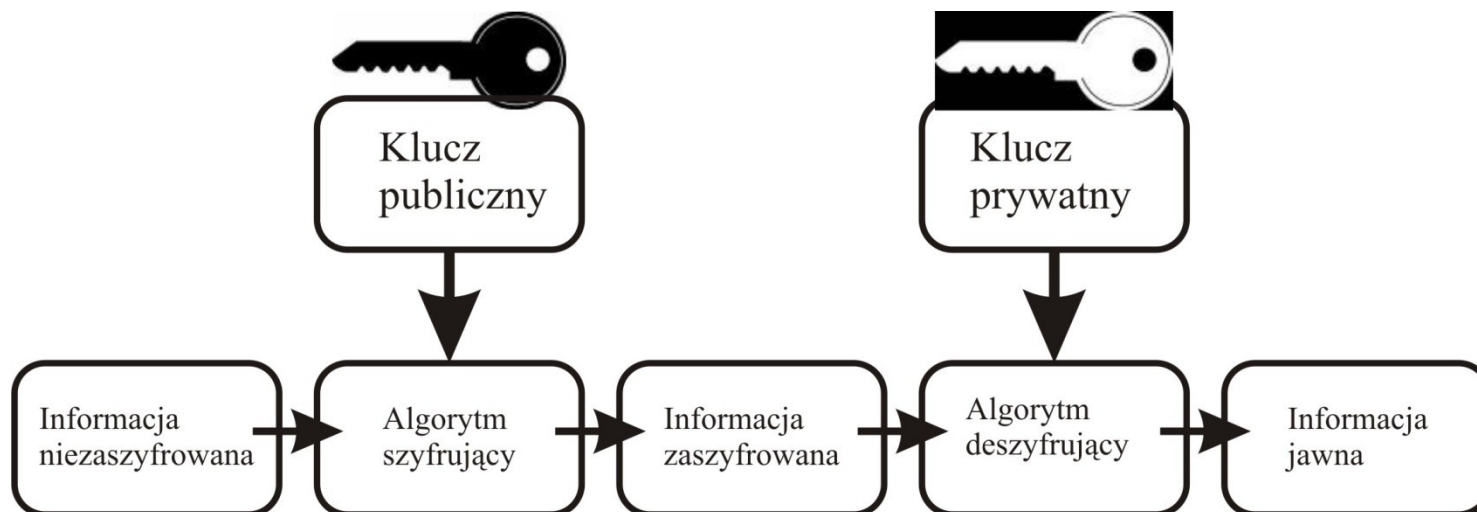 Klucz
publiczny
Klucz
prywatny
Informacja
niezaszyfrowana
Algorytm
szyfrujący
Informacja
zaszyfrowana
Algorytm
deszyfrujący
Informacja
jawna